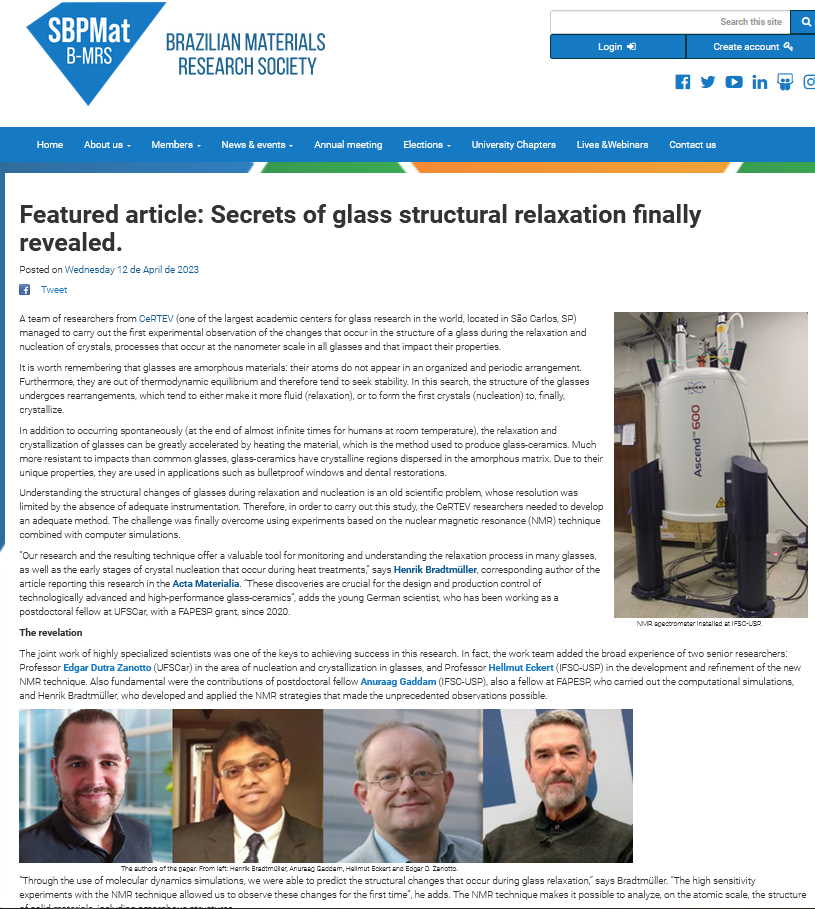 SBPMat
B-MRS
BRAZILIAN MATERIALS
RESEARCH SOCIETY
Search this site
Login
Create account
Home About us Members News & events Annual meeting Elections University Chapters Lives &Webinars Contact us
Featured article: Secrets of glass structural relaxation finally
revealed.
Posted on Wednesday 12 de April de 2023
Tweet
A team of researchers from CeRTEV (one of the largest academic centers for glass research in the world, located in São Carlos, SP)
managed to carry out the first experimental observation of the changes that occur in the structure of a glass during the relaxation and
nucleation of crystals, processes that occur at the nanometer scale in all glasses and that impact their properties.
It is worth remembering that glasses are amorphous materials: their atoms do not appear in an organized and periodic arrangement.
Furthermore, they are out of thermodynamic equilibrium and therefore tend to seek stability. In this search, the structure of the glasses
undergoes rearrangements, which tend to either make it more fluid (relaxation), or to form the first crystals (nucleation) to, finally,
crystallize.
In addition to occurring spontaneously (at the end of almost infinite times for humans at room temperature), the relaxation and
crystallization of glasses can be greatly accelerated by heating the material, which is the method used to produce glass-ceramics. Much
more resistant to impacts than common glasses, glass-ceramics have crystalline regions dispersed in the amorphous matrix. Due to their
unique properties, they are used in applications such as bulletproof windows and dental restorations.
Understanding the structural changes of glasses during relaxation and nucleation is an old scientific problem, whose resolution was
limited by the absence of adequate instrumentation. Therefore, in order to carry out this study, the CeRTEV researchers needed to develop
an adequate method. The challenge was finally overcome using experiments based on the nuclear magnetic resonance (NMR) technique
combined with computer simulations.
"Our research and the resulting technique offer a valuable tool for monitoring and understanding the relaxation process in many glasses,
as well as the early stages of crystal nucleation that occur during heat treatments," says Henrik Bradtmüller, corresponding author of the
article reporting this research in the Acta Materialia. "These discoveries are crucial for the design and production control of
technologically advanced and high-performance glass-ceramics", adds the young German scientist, who has been working as a
postdoctoral fellow at UFSCar, with a FAPESP grant, since 2020.
BRUKER
Ascend™ 600
NMR spectrometer installed at IFSC-USP.
The revelation
The joint work of highly specialized scientists was one of the keys to achieving success in this research. In fact, the work team added the broad experience of two senior researchers:
Professor Edgar Dutra Zanotto (UFSCar) in the area of nucleation and crystallization in glasses, and Professor Hellmut Eckert (IFSC-USP) in the development and refinement of the new
NMR technique. Also fundamental were the contributions of postdoctoral fellow Anuraag Gaddam (IFSC-USP), also a fellow at FAPESP, who carried out the computational simulations,
and Henrik Bradtmüller, who developed and applied the NMR strategies that made the unprecedented observations possible.
The authors of the paper. From left: Henrik Bradtmüller, Anuraag Gaddam, Hellmut Eckert and Edgar D. Zanotto.
"Through the use of molecular dynamics simulations, we were able to predict the structural changes that occur during glass relaxation," says Bradtmüller. "The high sensitivity
experiments with the NMR technique allowed us to observe these changes for the first time", he adds. The NMR technique makes it possible to analyze, on the atomic scale, the structure
of solid materials, including amorphous structures.